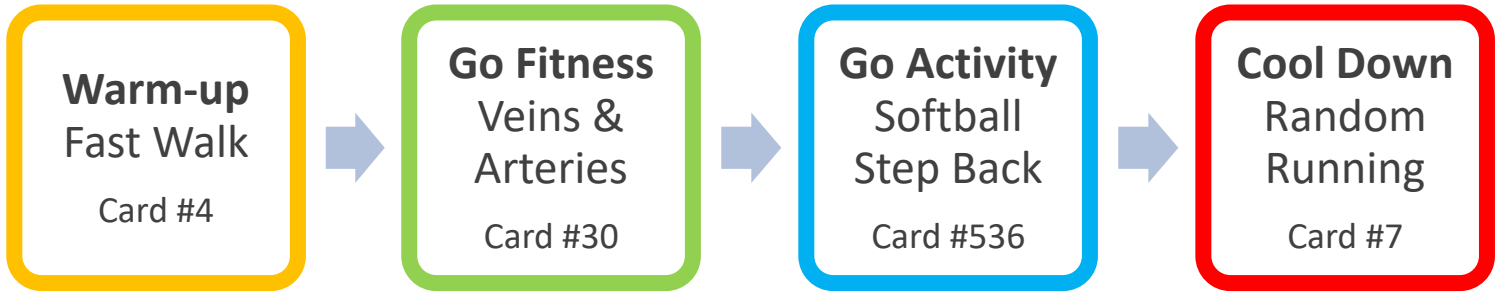 Warm-up
Fast Walk
Card #4
Go Fitness
Veins &
Arteries
Card #30
Go Activity
Softball
Step Back
Card #536
Cool Down
Random
Running
Card #7